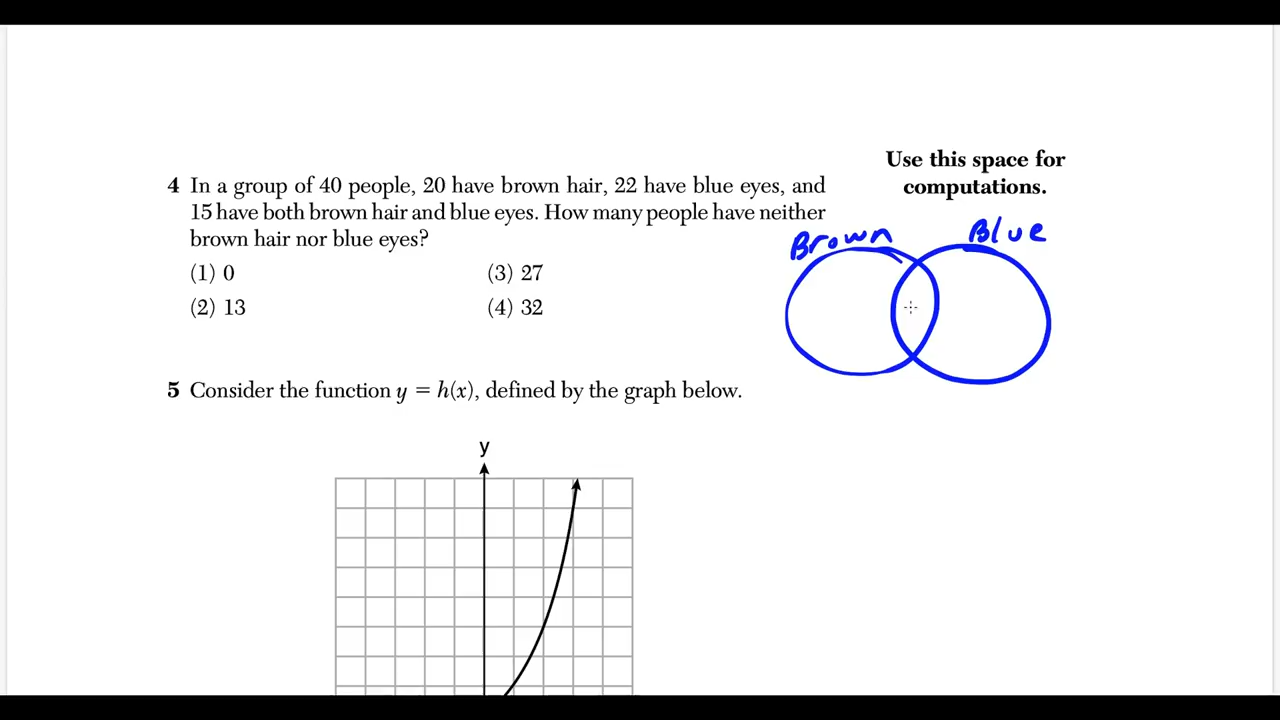 Use this space for
computations.
4 In a group of 40 people, 20 have brown hair, 22 have blue eyes, and
15 have both brown hair and blue eyes. How many people have neither
brown hair nor blue eyes?
(1) 0 (3) 27
(2) 13 (4) 32
Brown Blue
5 Consider the function y = h(x), defined by the graph below.
y